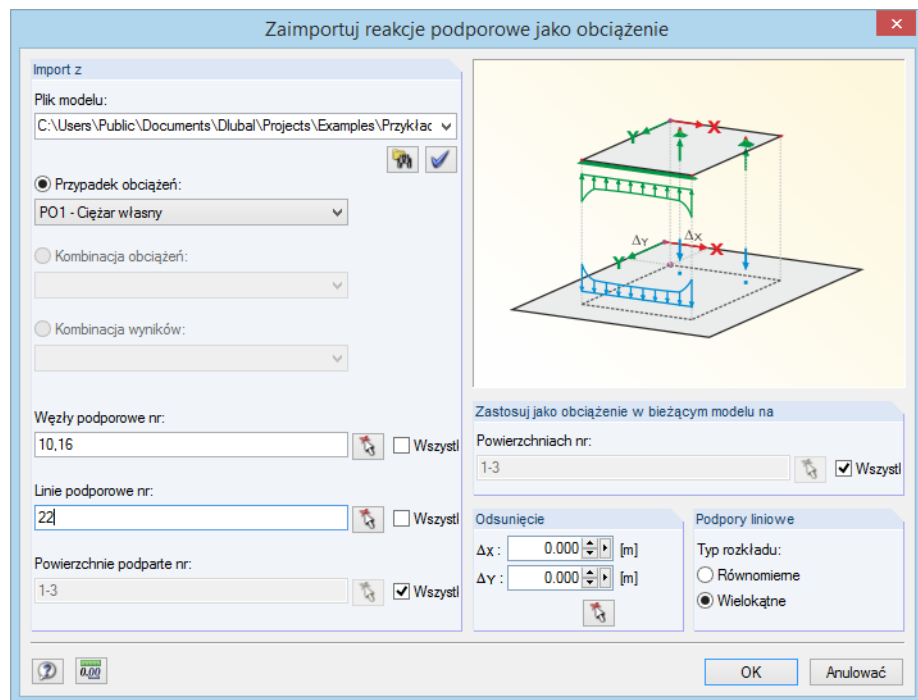 Zaimportuj reakcje podporowe jako obciążenie
Import z
Plik modelu:
C:\Users\Public\Documents\Dlubal\Projects\Examples\Przykłac
Przypadek obciążeń:
PO1 - Ciężar własny
Kombinacja obciążeń:
Kombinacja wyników:
Węzły podporowe nr:
10,16
Wszystl
Linie podporowe nr:
22
Wszystl
Powierzchnie podparte nr:
1-3
Wszystl
Y X
ΔY ΔX
Y X
Zastosuj jako obciążenie w bieżącym modelu na
Powierzchniach nr:
1-3
Wszystl
Odsunięcie
ΔX : 0.000 [m]
ΔY : 0.000 [m]
Podpory liniowe
Typ rozkładu:
Równomierne
Wielokątne
0.00
OK
Anulować